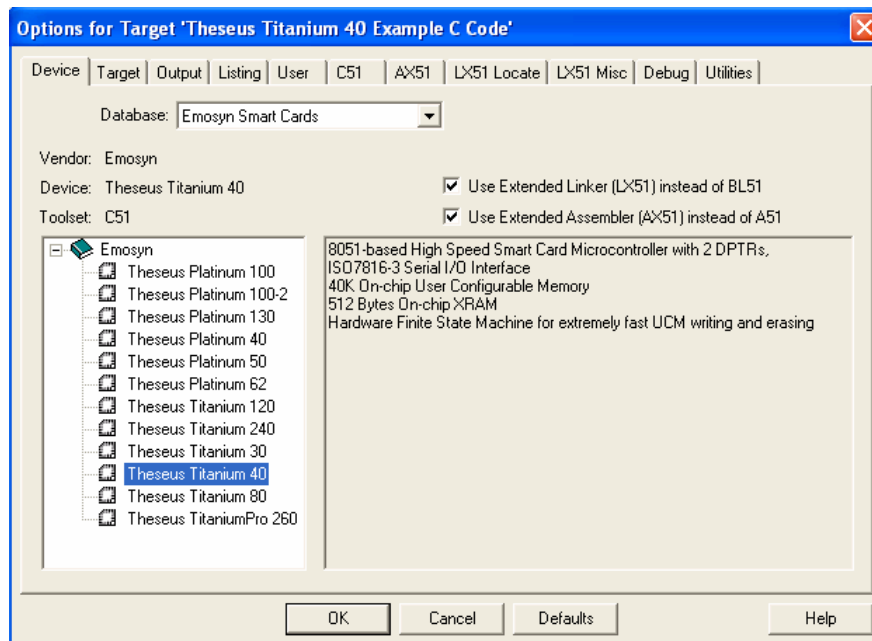 Options for Target 'Theseus Titanium 40 Example C Code'
Device Target Output Listing User C51 AX51 LX51 Locate LX51 Misc Debug Utilities
Database: Emosyn Smart Cards
Vendor: Emosyn
Device: Theseus Titanium 40
Use Extended Linker (LX51) instead of BL51
Toolset: C51
Use Extended Assembler (AX51) instead of A51
Emosyn
Theseus Platinum 100
Theseus Platinum 100-2
Theseus Platinum 130
Theseus Platinum 40
Theseus Platinum 50
Theseus Platinum 62
Theseus Titanium 120
Theseus Titanium 240
Theseus Titanium 30
Theseus Titanium 40
Theseus Titanium 80
Theseus TitaniumPro 260
8051-based High Speed Smart Card Microcontroller with 2 DPTRs,
ISO7816-3 Serial I/O Interface
40K On-chip User Configurable Memory
512 Bytes On-chip XRAM
Hardware Finite State Machine for extremely fast UCM writing and erasing
OK Cancel Defaults Help